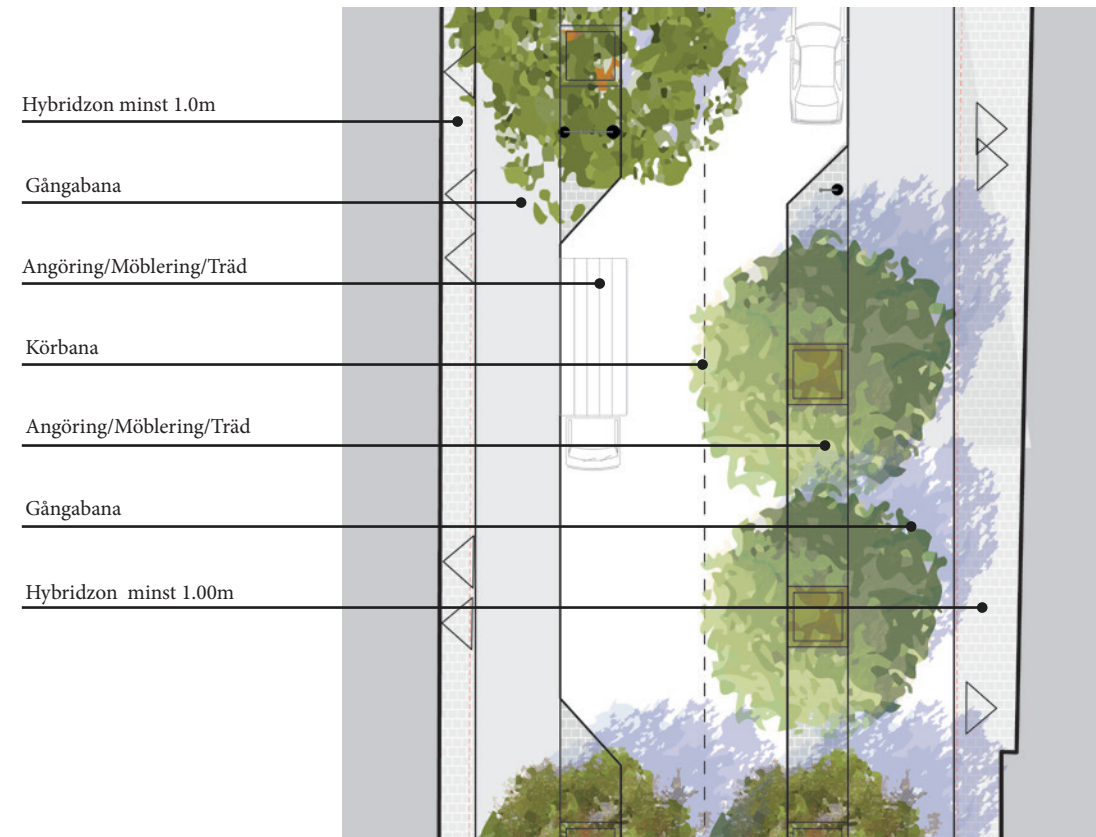 Hybridzon minst 1.0m
Gångabana
Angöring/Möblering/Träd
Körbana
Angöring/Möblering/Träd
Gångabana
Hybridzon minst 1.00m